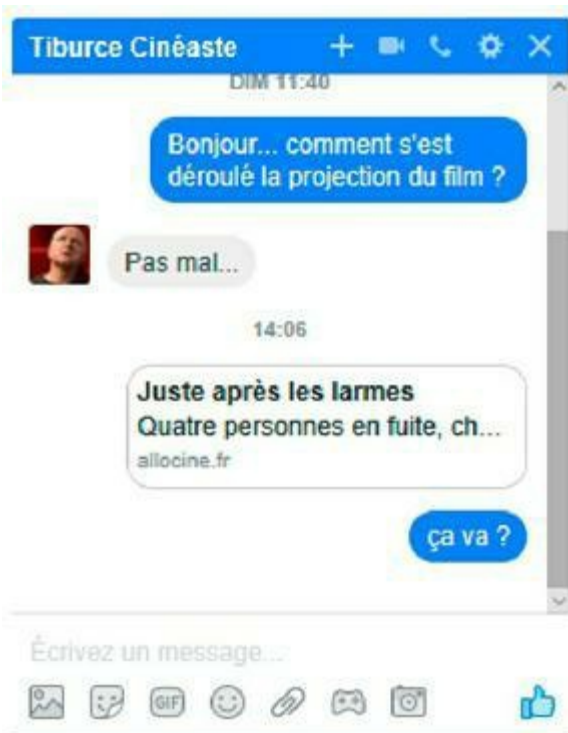 Tiburce Cinéaste
DIM 11:40
Bonjour... comment s'est
déroulé la projection du film ?
Pas mal...
14:06
Juste après les larmes
Quatre personnes en fuite, ch...
allocine.fr
ça va ?
Écrivez un message...
GIF